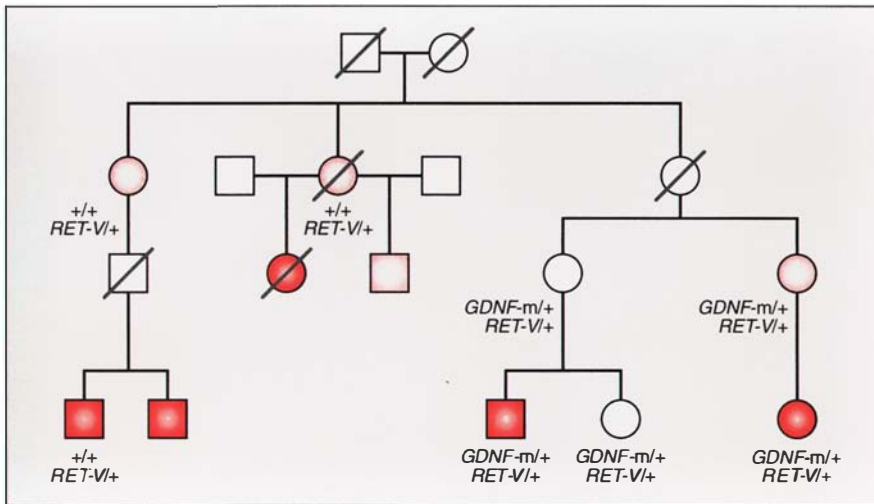 +/+
RET-V/+
+/+
RET-V/+
GDNF-m/+
RET-V/+
GDNF-m/+
RET-V/+
+/+
RET-V/+
GDNF-m/+
RET-V/+
GDNF-m/+
RET-V/+
GDNF-m/+
RET-V/+